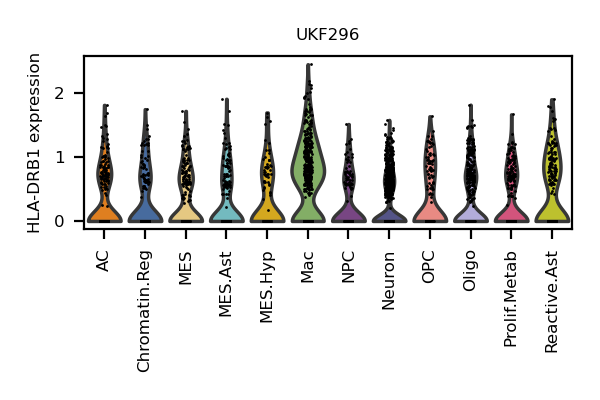 UKF296
HLA-DRB1 expression
2
1
0
AC
Chromatin.Reg
MES
MES.Ast
MES.Hyp
Mac
NPC
Neuron
OPC
Oligo
Prolif.Metab
Reactive.Ast